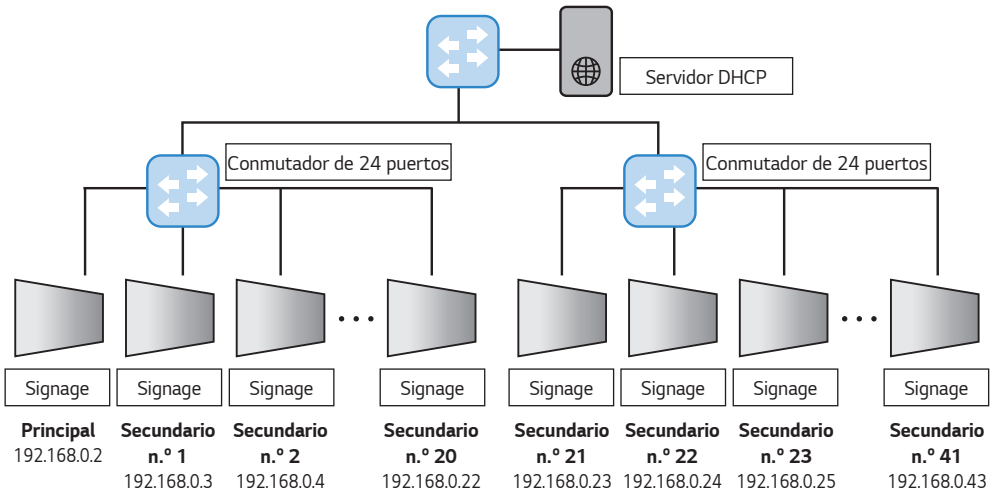 Servidor DHCP
Conmutador de 24 puertos
Conmutador de 24 puertos
Signage
Signage
Signage
Signage
Signage
Signage
Signage
Signage
Principal
192.168.0.2
Secundario
n.º 1
192.168.0.3
Secundario
n.º 2
192.168.0.4
Secundario
n.º 20
192.168.0.22
Secundario
n.º 21
192.168.0.23
Secundario
n.º 22
192.168.0.24
Secundario
n.º 23
192.168.0.25
Secundario
n.º 41
192.168.0.43